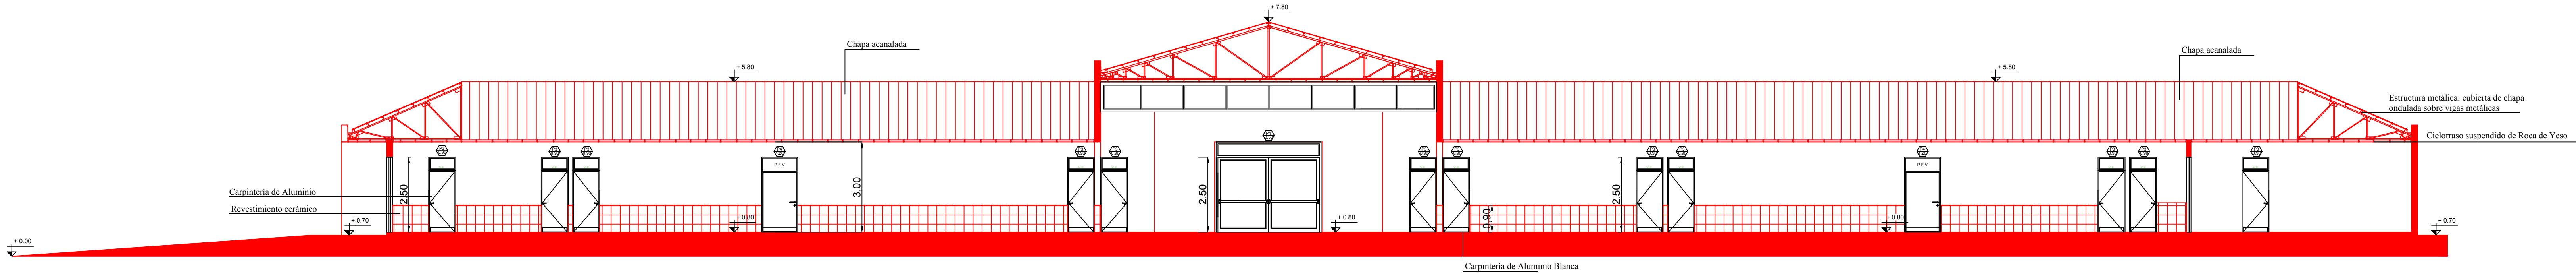 + 7.80
Chapa acanalada
Chapa acanalada
+ 5.80
+ 5.80
Estructura metálica: cubierta de chapa
ondulada sobre vigas metálicas
Cielorraso suspendido de Roca de Yeso
P F V
P F V
2,50
3,00
2,50
2,50
0,90
Carpintería de Aluminio
Revestimiento cerámico
+ 0.70
+ 0.80
+ 0.80
+ 0.80
+ 0.70
+ 0.00
Carpintería de Aluminio Blanca